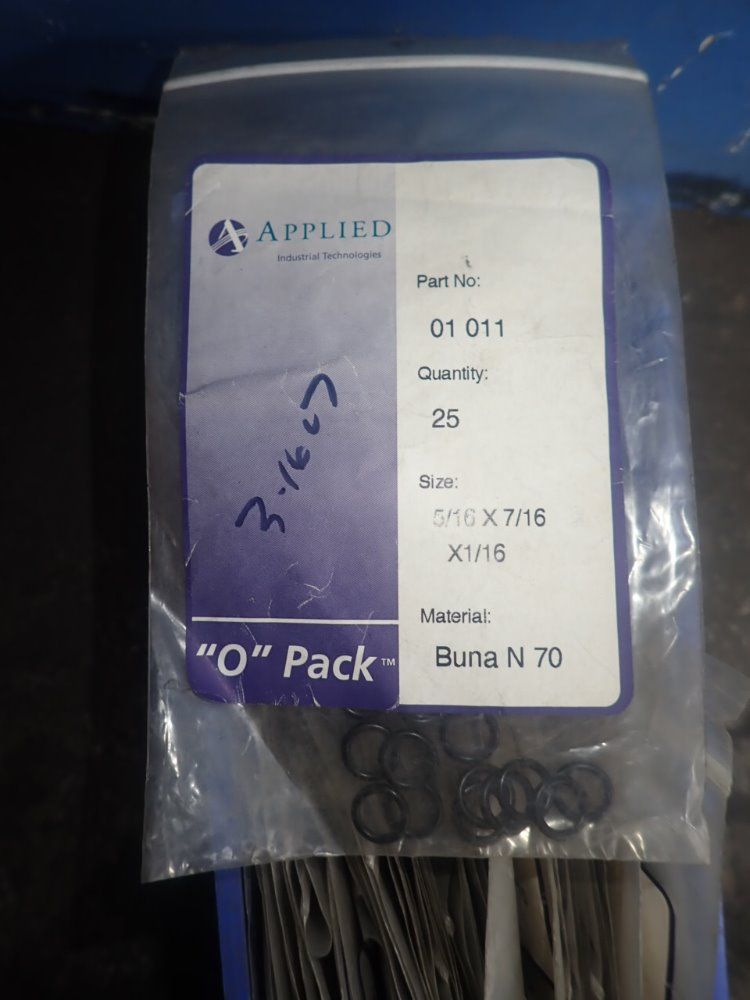 APPLIED
Industrial Technologies
Part No:
01 011
Quantity:
25
Size:
5/16 X 7/16
X1/16
Material:
Buna N 70
"O" Pack™